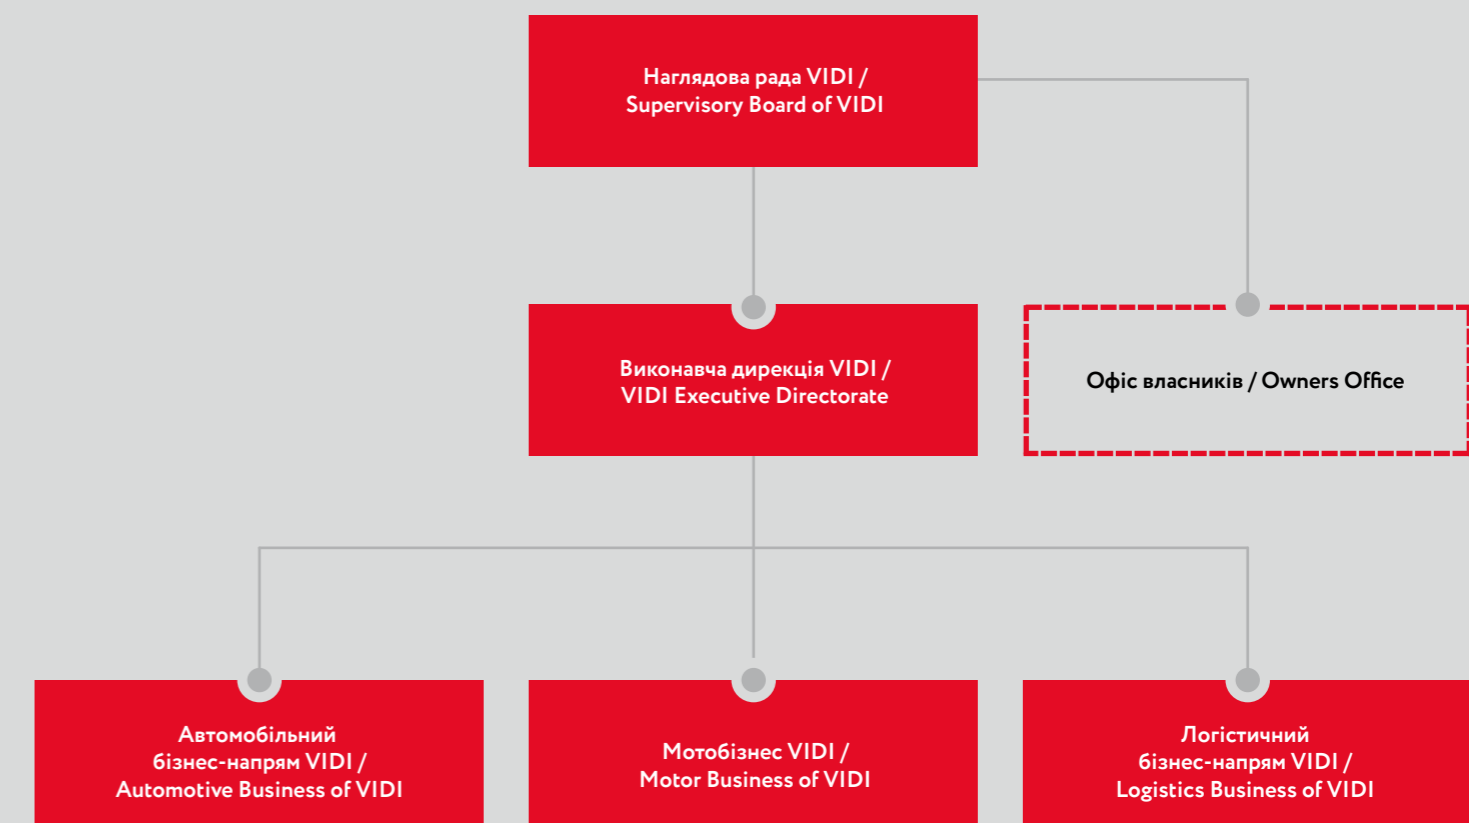 Наглядова рада VIDI /
Supervisory Board of VIDI
Виконавча дирекція VIDI /
VIDI Executive Directorate
Офіс власників / Owners Office
Автомобільний
бізнес-напрям VIDI /
Automotive Business of VIDI
Мотобізнес VIDI /
Motor Business of VIDI
Логістичний
бізнес-напрям VIDI /
Logistics Business of VIDI